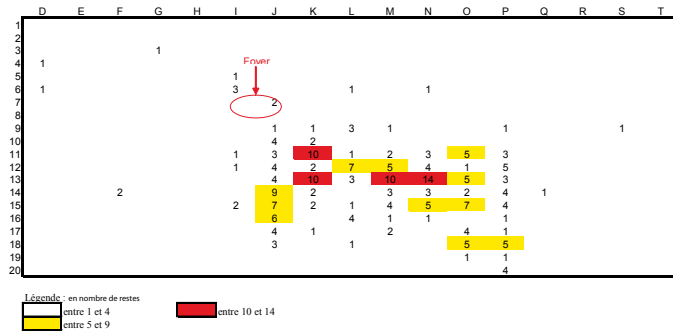 D E F G H I J K L M N O P Q R S T
1
2
3 1
4 1
Foyer
5 1
6 1 3 1 1
7 2
8
9 1 1 3 1 1 1
10 4 2
11 1 3 10 1 2 3 5 3
12 1 4 2 7 5 4 1 5
13 4 10 3 10 14 5 3
14 2 9 2 3 3 2 4 1
15 2 7 2 1 4 5 7 4
16 6 4 1 1 1
17 4 1 2 4 1
18 3 1 5 5
19 1 1
20 4
Légende : en nombre de restes
entre 1 et 4 entre 10 et 14
entre 5 et 9